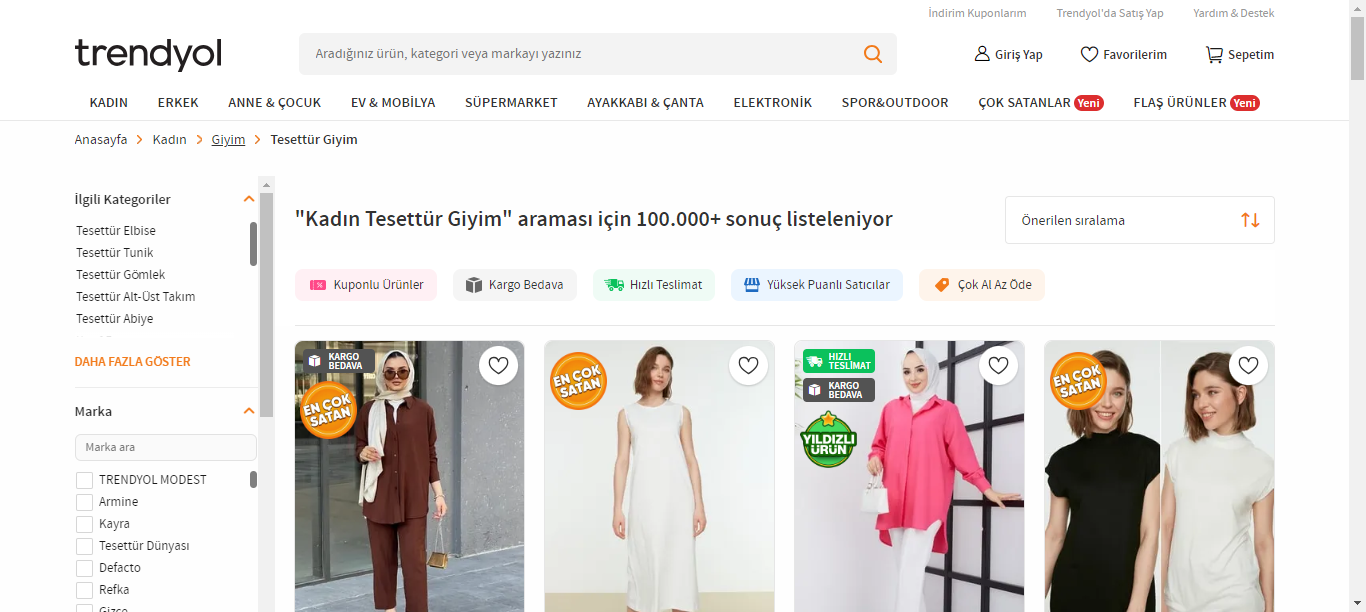 İndirim Kuponlarım Trendyol'da Satış Yap Yardım & Destek
trendyol
Aradığınız ürün, kategori veya markayı yazınız
Giriş Yap Favorilerim Sepetim
KADIN ERKEK ANNE & ÇOCUK EV & MOBİLYA SÜPERMARKET AYAKKABI & ÇANTA ELEKTRONİK SPOR&OUTDOOR ÇOK SATANLAR Yeni FLAŞ ÜRÜNLER Yeni
Anasayfa > Kadın > Giyim > Tesettür Giyim
İlgili Kategoriler
Tesettür Elbise
Tesettür Tunik
Tesettür Gömlek
Tesettür Alt-Üst Takım
Tesettür Abiye
DAHA FAZLA GÖSTER
Marka
Marka ara
TRENDYOL MODEST
Armine
Kayra
Tesettür Dünyası
Defacto
Refka
Gizce
"Kadın Tesettür Giyim" araması için 100.000+ sonuç listeleniyor
Önerilen sıralama
Kuponlu Ürünler Kargo Bedava Hızlı Teslimat Yüksek Puanlı Satıcılar Çok Al Az Öde
KARGO
BEDAVA
EN ÇOK
SATAN
EN ÇOK
SATAN
HIZLI
TESLİMAT
KARGO
BEDAVA
YILDIZLI
ÜRÜN
EN ÇOK
SATAN